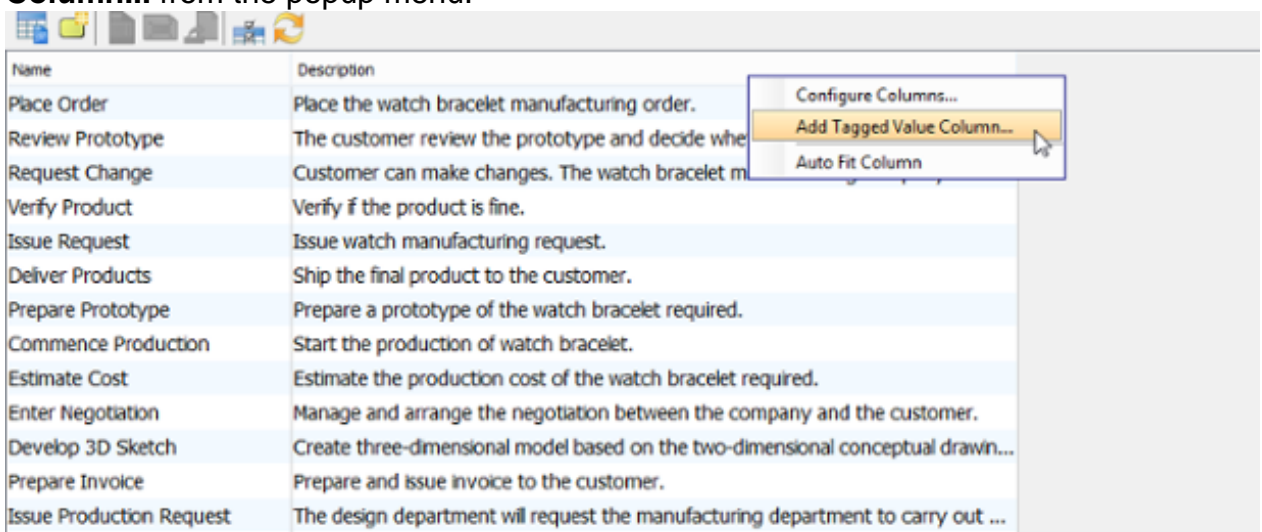 Column... from the popup menu.
Name Description
Configure Columns...
Add Tagged Value Column...
Auto Fit Column
Place Order Place the watch bracelet manufacturing order.
Review Prototype The customer review the prototype and decide whe
Request Change Customer can make changes. The watch bracelet m
Verify Product Verify if the product is fine.
Issue Request Issue watch manufacturing request.
Deliver Products Ship the final product to the customer.
Prepare Prototype Prepare a prototype of the watch bracelet required.
Commence Production Start the production of watch bracelet.
Estimate Cost Estimate the production cost of the watch bracelet required.
Enter Negotiation Manage and arrange the negotiation between the company and the customer.
Develop 3D Sketch Create three-dimensional model based on the two-dimensional conceptual drawin...
Prepare Invoice Prepare and issue invoice to the customer.
Issue Production Request The design department will request the manufacturing department to carry out ...